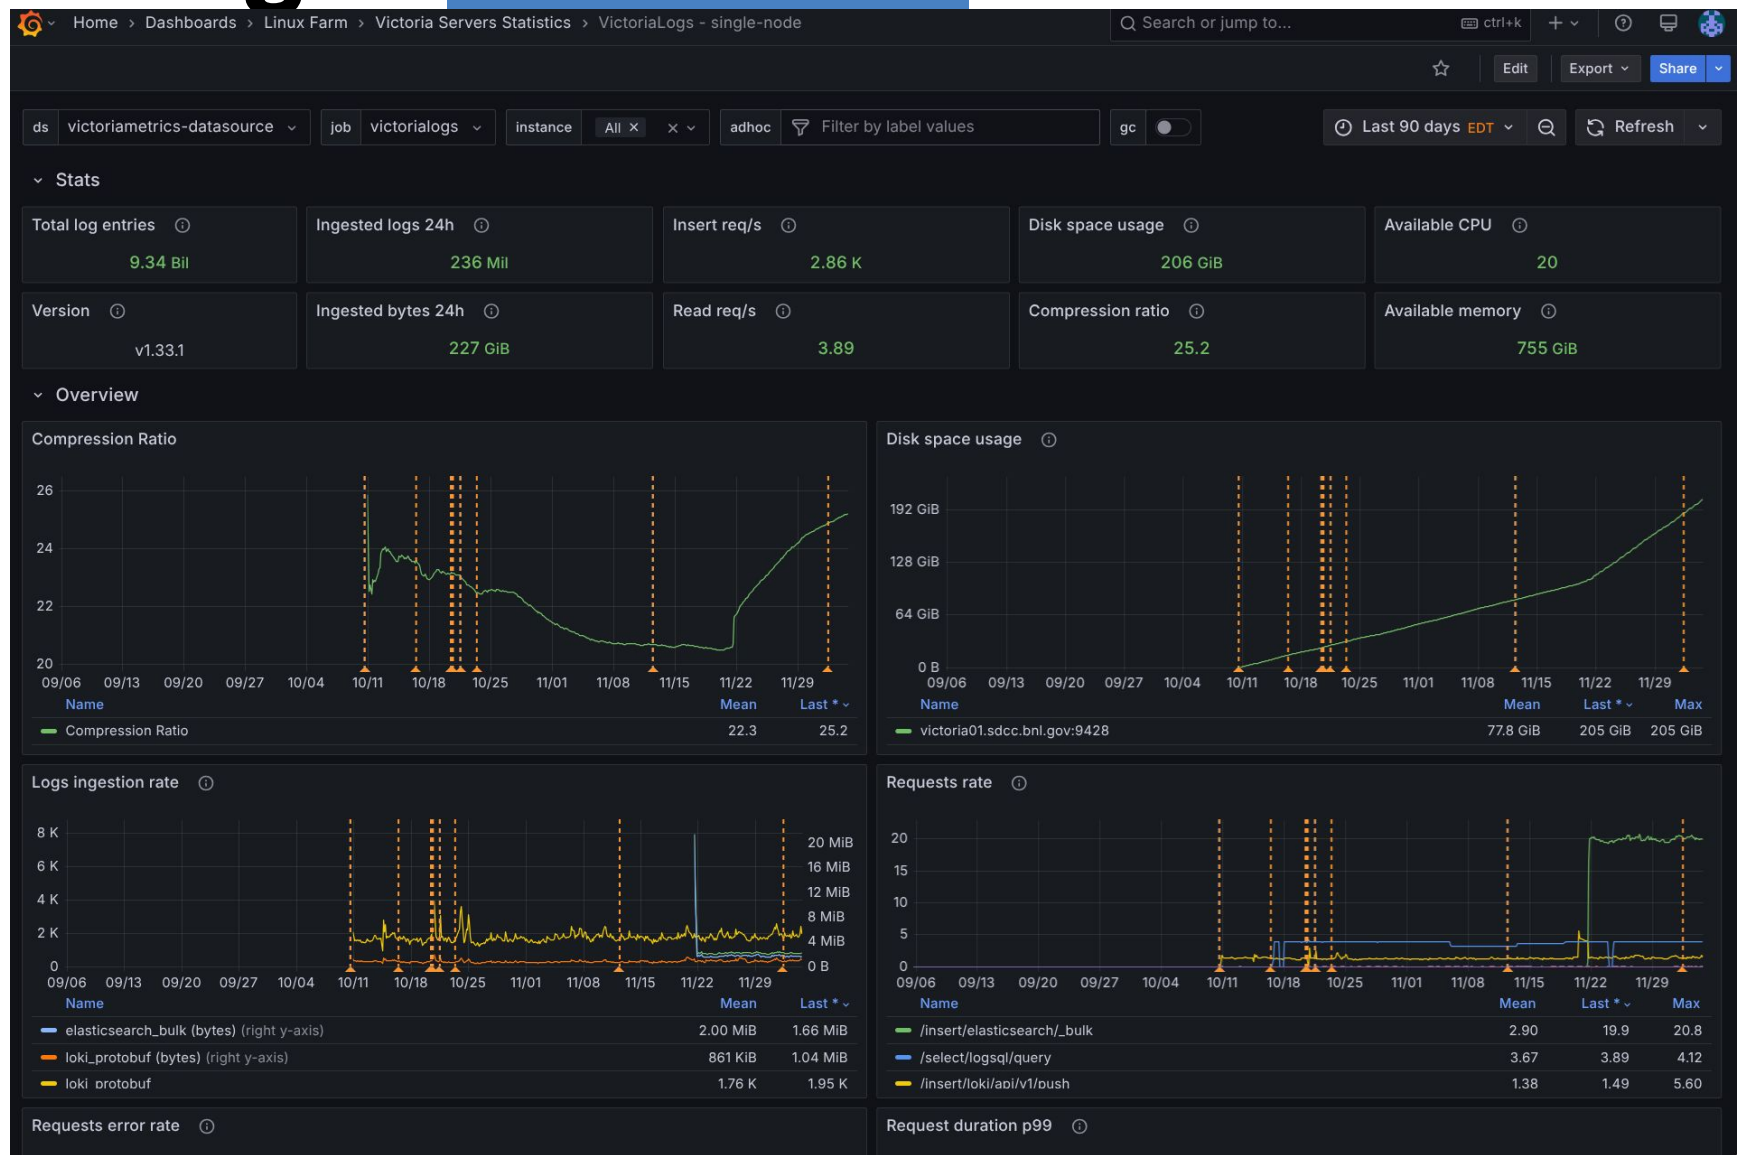 g
Home › Dashboards › Linux Farm › Victoria Servers Statistics › VictoriaLogs - single-node
Search or jump to... ctrl+k
Edit Export Share
ds victoriametrics-datasource job victorialogs instance All × adhoc Filter by label values gc Last 90 days EDT Refresh
Stats
Total log entries Ingested logs 24h Insert req/s Disk space usage Available CPU
9.34 Bil 236 Mil 2.86 K 206 GiB 20
Version Ingested bytes 24h Read req/s Compression ratio Available memory
v1.33.1 227 GiB 3.89 25.2 755 GiB
Overview
Compression Ratio
26
24
22
20
09/06 09/13 09/20 09/27 10/04 10/11 10/18 10/25 11/01 11/08 11/15 11/22 11/29
Name Mean Last *
Compression Ratio 22.3 25.2
Disk space usage
192 GiB
128 GiB
64 GiB
0 B
09/06 09/13 09/20 09/27 10/04 10/11 10/18 10/25 11/01 11/08 11/15 11/22 11/29
Name Mean Last * Max
victoria01.sdcc.bnl.gov:9428 77.8 GiB 205 GiB 205 GiB
Logs ingestion rate
8 K
6 K
4 K
2 K
0
20 MiB
16 MiB
12 MiB
8 MiB
4 MiB
0 B
09/06 09/13 09/20 09/27 10/04 10/11 10/18 10/25 11/01 11/08 11/15 11/22 11/29
Name Mean Last *
elasticsearch_bulk (bytes) (right y-axis) 2.00 MiB 1.66 MiB
loki_protobuf (bytes) (right y-axis) 861 KiB 1.04 MiB
loki_protobuf 1.76 K 1.95 K
Requests rate
20
15
10
5
0
09/06 09/13 09/20 09/27 10/04 10/11 10/18 10/25 11/01 11/08 11/15 11/22 11/29
Name Mean Last * Max
/insert/elasticsearch/_bulk 2.90 19.9 20.8
/select/logsql/query 3.67 3.89 4.12
/insert/loki/api/v1/push 1.38 1.49 5.60
Requests error rate
Request duration p99